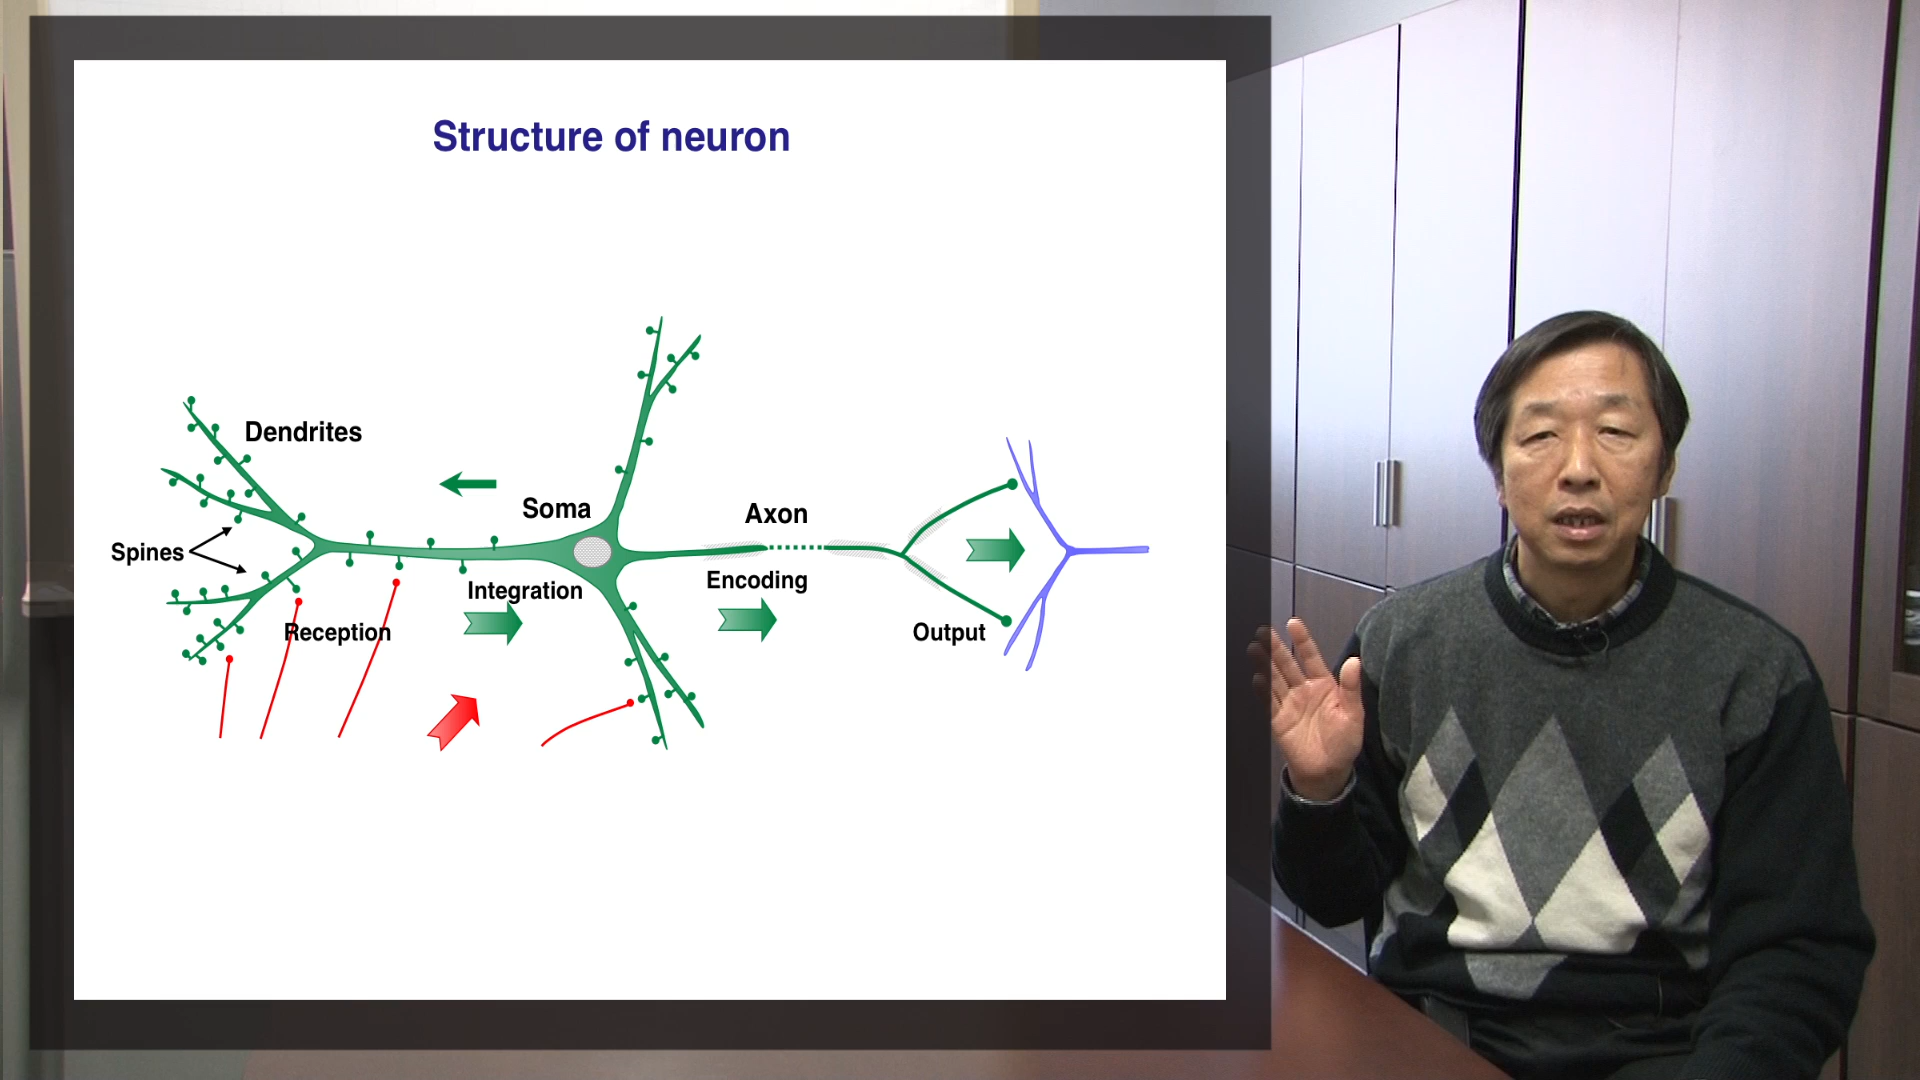 Structure of neuron
Dendrites
Soma
Axon
Spines
Encoding
Integration
Reception
Output